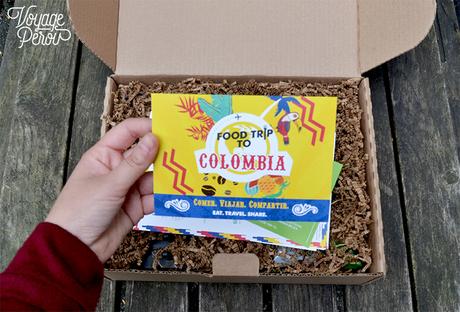 Voyage
Pérou
FOOD TRIP
TO
COLOMBIA
COMER. VIAJAR. COMPARTIR.
EAT. TRAVEL. SHARE.